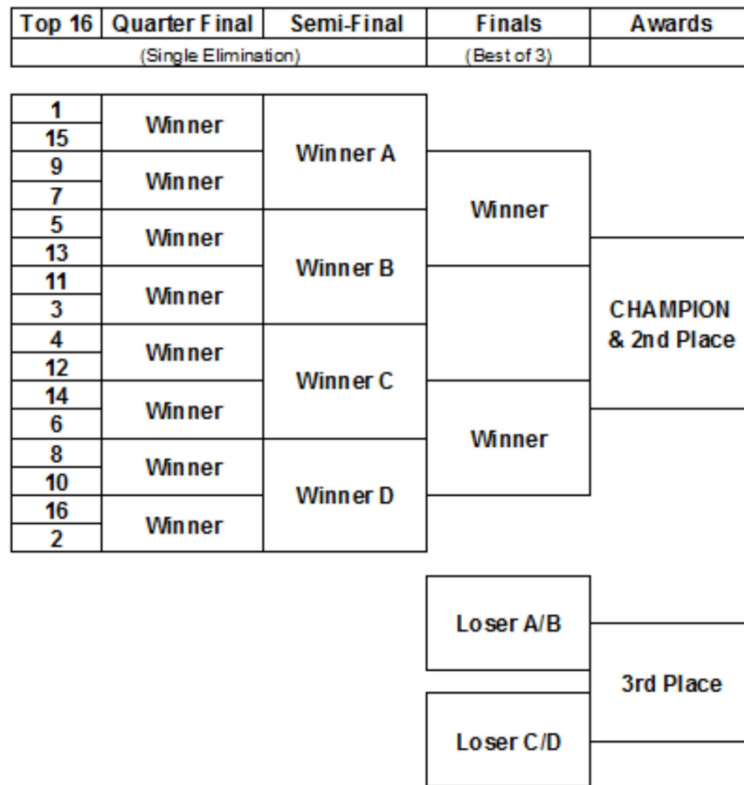 Top 16 Quarter Final Semi-Final Finals Awards
(Single Elimination) (Best of 3)
1
Winner
15
Winner A
9
Winner
7
Winner
5
Winner
13
Winner B
11
Winner
3
CHAMPION
& 2nd Place
4
Winner
12
Winner C
14
Winner
6
Winner
8
Winner
10
Winner D
16
Winner
2
Loser A/B
3rd Place
Loser C/D